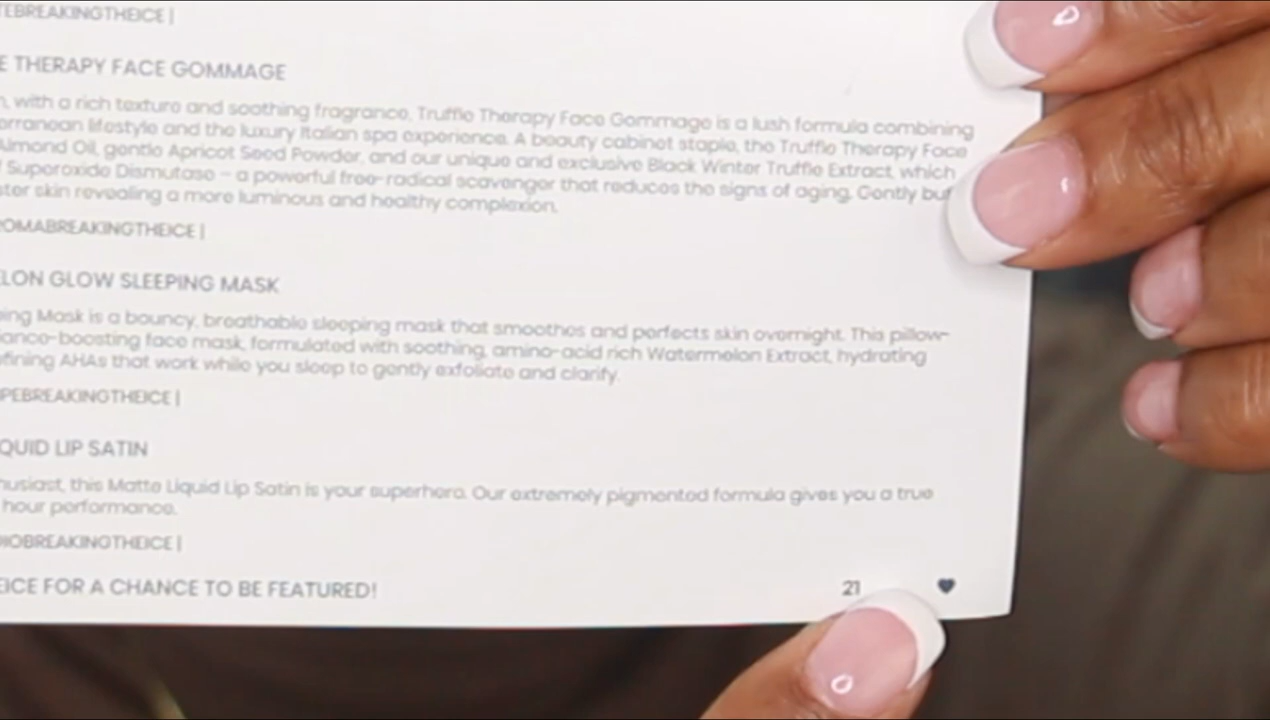 TEBREAKINGTHEICE |
E THERAPY FACE GOMMAGE
n, with a rich texture and soothing fragrance, Truffle Therapy Face Gommage is a lush formula combining
erranean lifestyle and the luxury Italian spa experience. A beauty cabinet staple, the Truffle Therapy Face
Almond Oil, gentle Apricot Seed Powder, and our unique and exclusive Black Winter Truffle Extract, which
f Superoxide Dismutase – a powerful free-radical scavenger that reduces the signs of aging. Gently buf
ster skin revealing a more luminous and healthy complexion.
OMABREAKINGTHEICE |
ELON GLOW SLEEPING MASK
ping Mask is a bouncy, breathable sleeping mask that smoothes and perfects skin overnight. This pillow-
iance-boosting face mask, formulated with soothing, amino-acid rich Watermelon Extract, hydrating
efining AHAs that work while you sleep to gently exfoliate and clarify.
PEBREAKINGTHEICE |
QUID LIP SATIN
husiast, this Matte Liquid Lip Satin is your superhero. Our extremely pigmented formula gives you a true
hour performance.
IOBREAKINGTHEICE |
EICE FOR A CHANCE TO BE FEATURED!
21